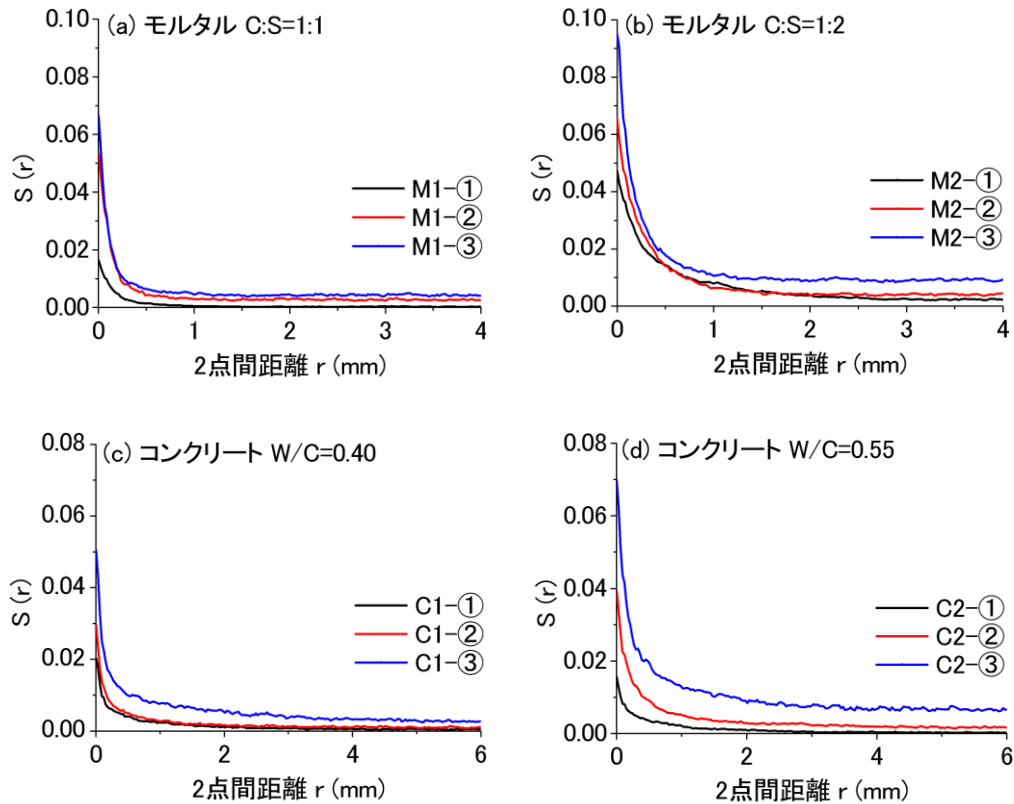 (a) モルタル C:S=1:1
0.10
0.08
0.06
0.04
0.02
0.00
S (r)
M1-①
M1-②
M1-③
0 1 2 3 4
2点間距離 r (mm)
(b) モルタル C:S=1:2
0.10
0.08
0.06
0.04
0.02
0.00
S (r)
M2-①
M2-②
M2-③
0 1 2 3 4
2点間距離 r (mm)
(c) コンクリート W/C=0.40
0.08
0.06
0.04
0.02
0.00
S (r)
C1-①
C1-②
C1-③
0 2 4 6
2点間距離 r (mm)
(d) コンクリート W/C=0.55
0.08
0.06
0.04
0.02
0.00
S (r)
C2-①
C2-②
C2-③
0 2 4 6
2点間距離 r (mm)